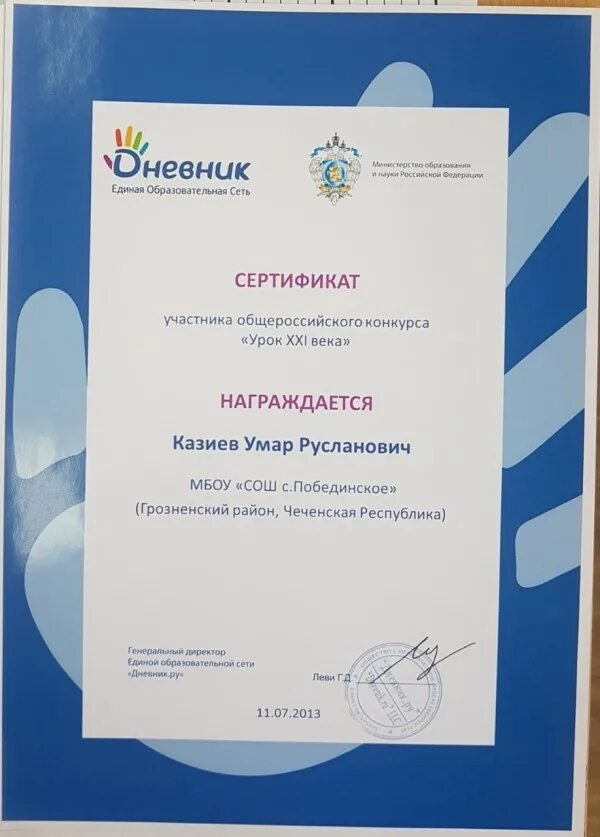 Дневник
Единая Образовательная Сеть
Министерство образования
и науки Российской Федерации
СЕРТИФИКАТ
участника общероссийского конкурса
«Урок XXI века»
НАГРАЖДАЕТСЯ
Казиев Умар Русланович
МБОУ «СОШ с.Побединское»
(Грозненский район, Чеченская Республика)
Генеральный директор
Единой образовательной сети
«Дневник.ру»
Леви Г.Д.
11.07.2013